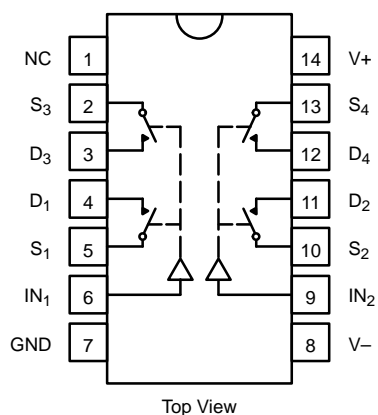 NC 1 14 V+
S3 2 13 S4
D3 3 12 D4
D1 4 11 D2
S1 5 10 S2
IN1 6 9 IN2
GND 7 8 V–
Top View